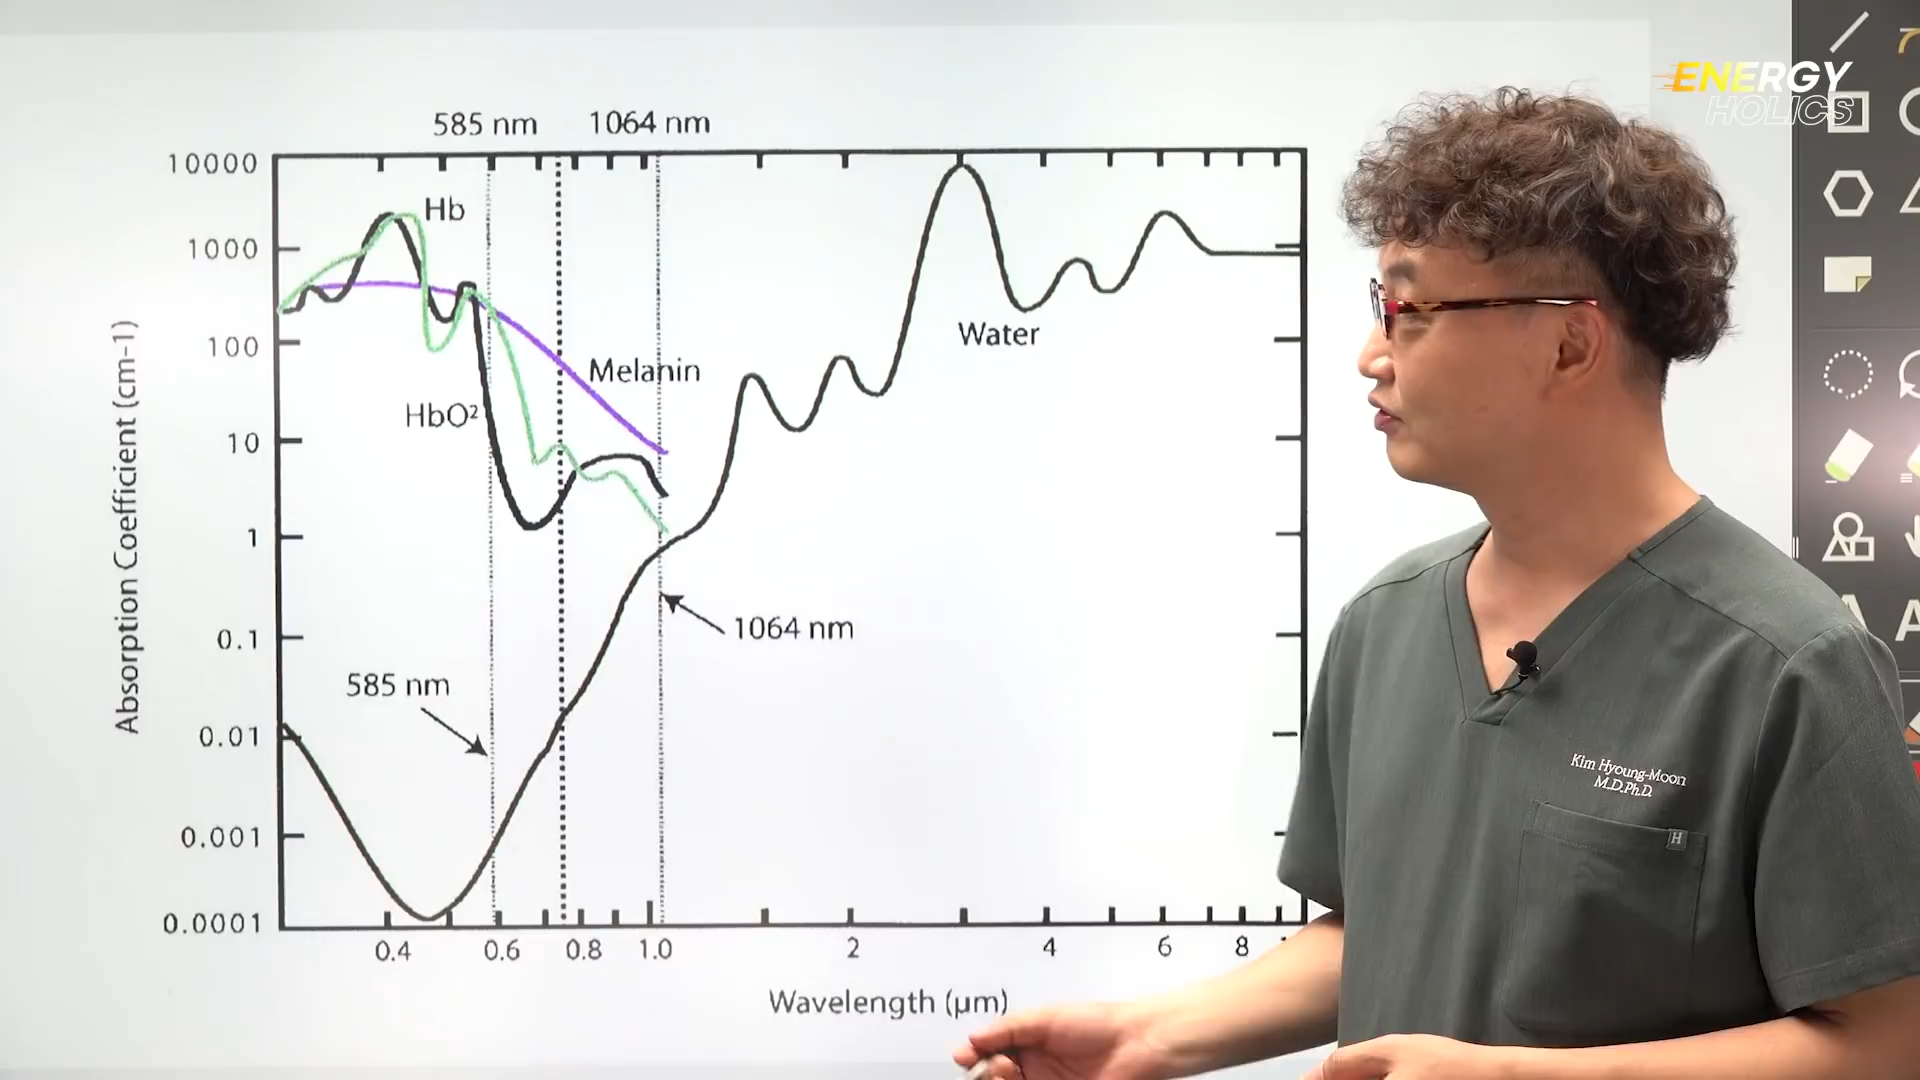 ENERGY
HOLICS
585 nm
1064 nm
10000
1000
100
10
1
0.1
0.01
0.001
0.0001
Absorption Coefficient (cm-1)
Hb
HbO²
Melanin
Water
1064 nm
585 nm
0.4
0.6
0.8
1.0
2
4
6
8
Wavelength (µm)
Kim Hyoung-Moon
M.D.Ph.D.
H